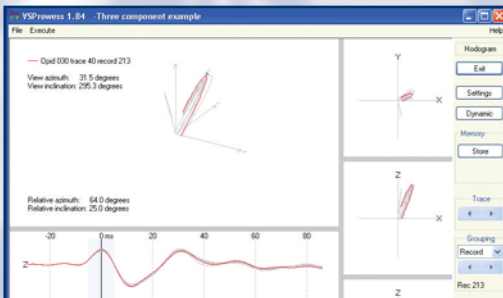 VSProwess 1.84 -Three component example
File Execute Help
Opid 030 trace 40 record 213
View azimuth: 31.5 degrees
View inclination: 295.3 degrees
Relative azimuth: 64.0 degrees
Relative inclination: 25.0 degrees
-20 0 ms 20 40 60 80
Z
Y
X
Z
X
Z
Hodogram
Exit
Settings
Dynamic
Memory
Store
Trace
Grouping
Record
Rec 213